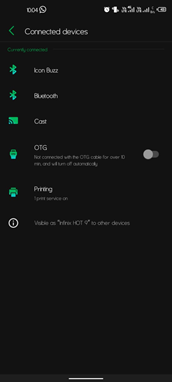 10:04
Connected devices
Currently connected
Icon Buzz
Bluetooth
Cast
OTG
Not connected with the OTG cable for over 10
min, and will turn off automatically.
Printing
1 print service on
Visible as "Infinix HOT 9" to other devices